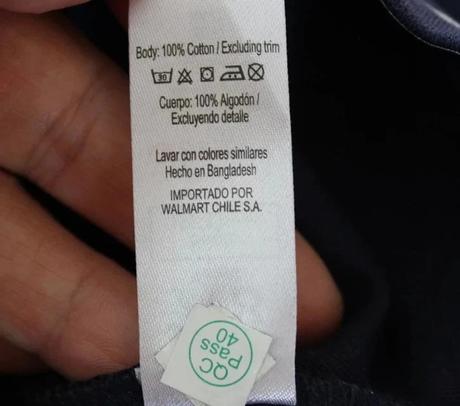 Body: 100% Cotton / Excluding trim
30
Cuerpo: 100% Algodón /
Excluyendo detalle
Lavar con colores similares
Hecho en Bangladesh
IMPORTADO POR
WALMART CHILE S.A.
QC
Pass
40